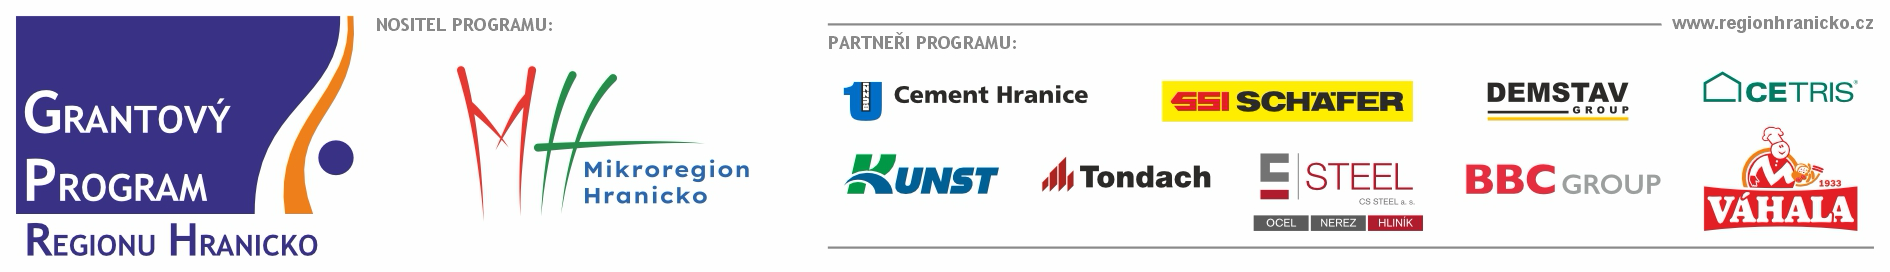 GRANTOVÝ
PROGRAM
REGIONU HRANICKO
NOSITEL PROGRAMU:
MH
Mikroregion
Hranicko
www.regionhranicko.cz
PARTNEŘI PROGRAMU:
BUZZI
Cement Hranice
SSI SCHÄFER
DEMSTAV
GROUP
CETRIS®
KUNST
Tondach
STEEL
CS STEEL a. s.
OCEL NEREZ HLINÍK
BBC GROUP
1933
VÁHALA